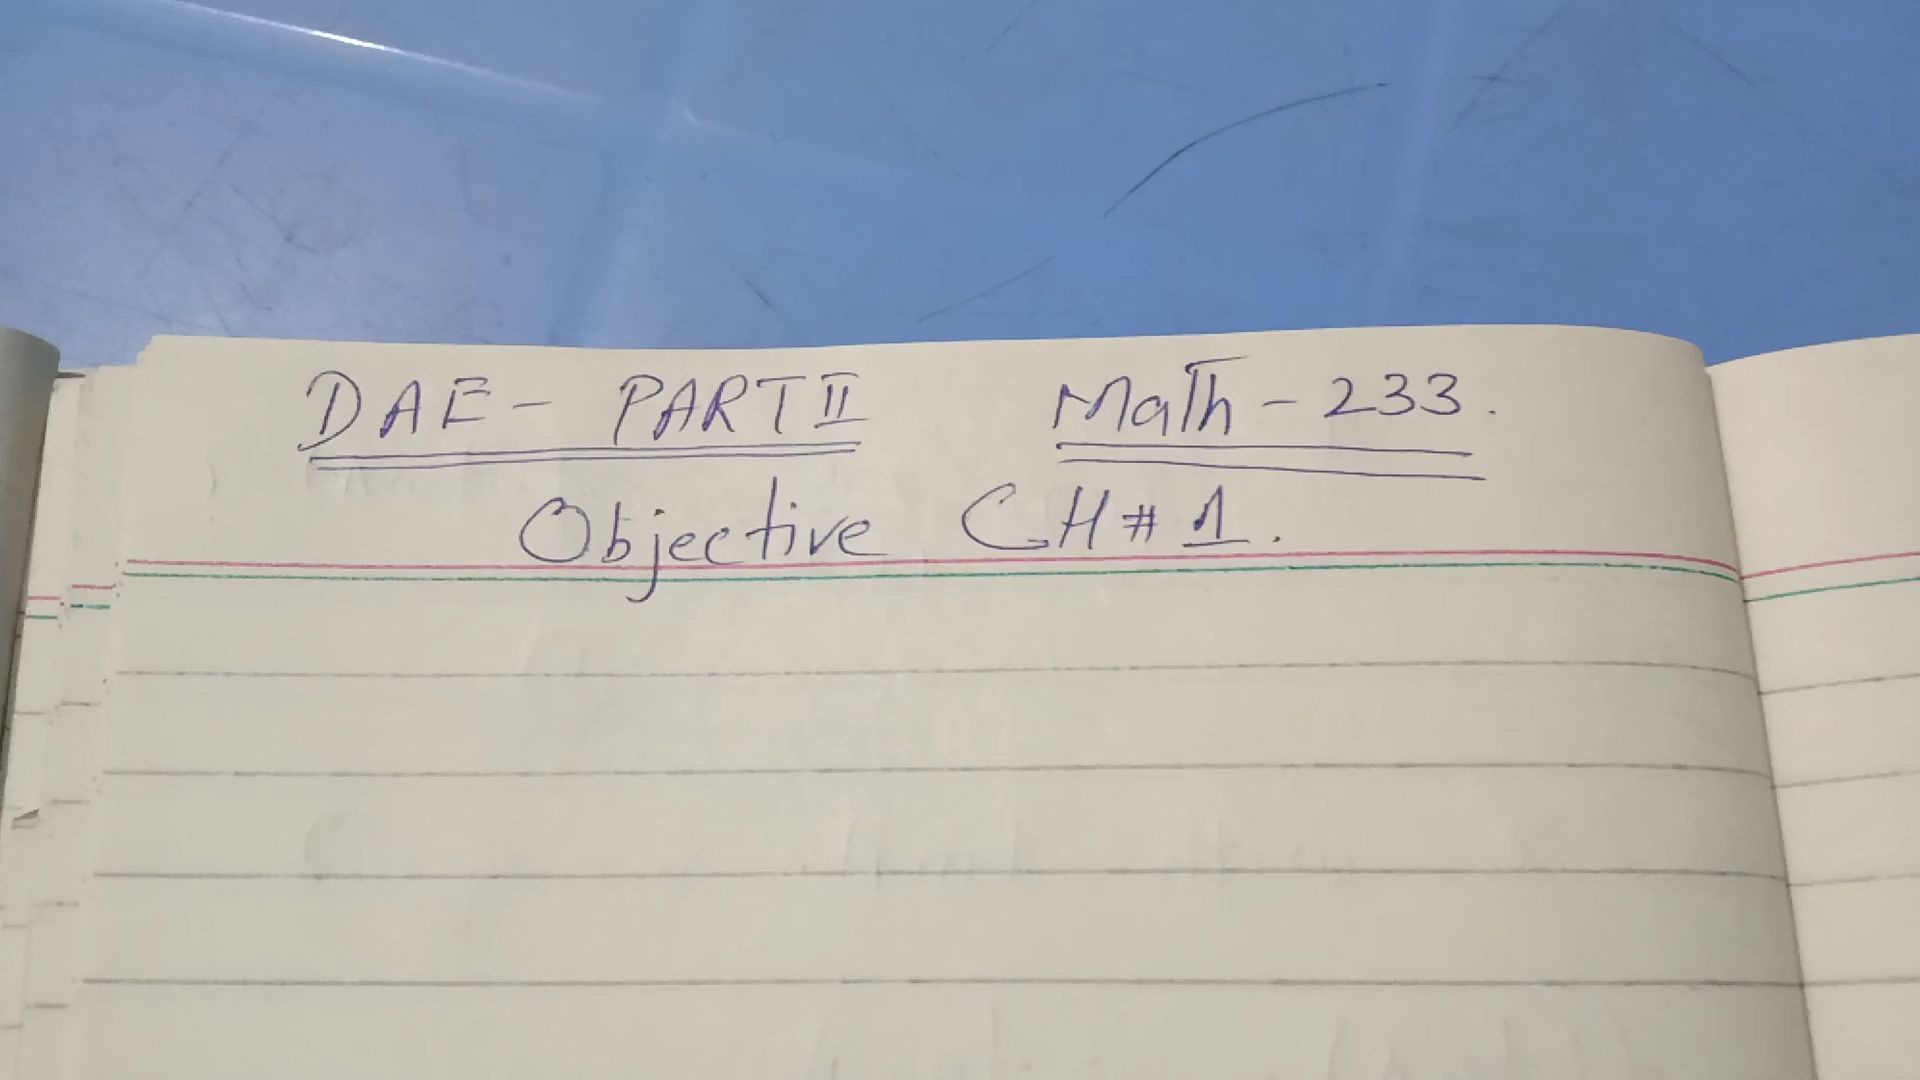 DAE - PART II Math - 233.
Objective CH # 1.